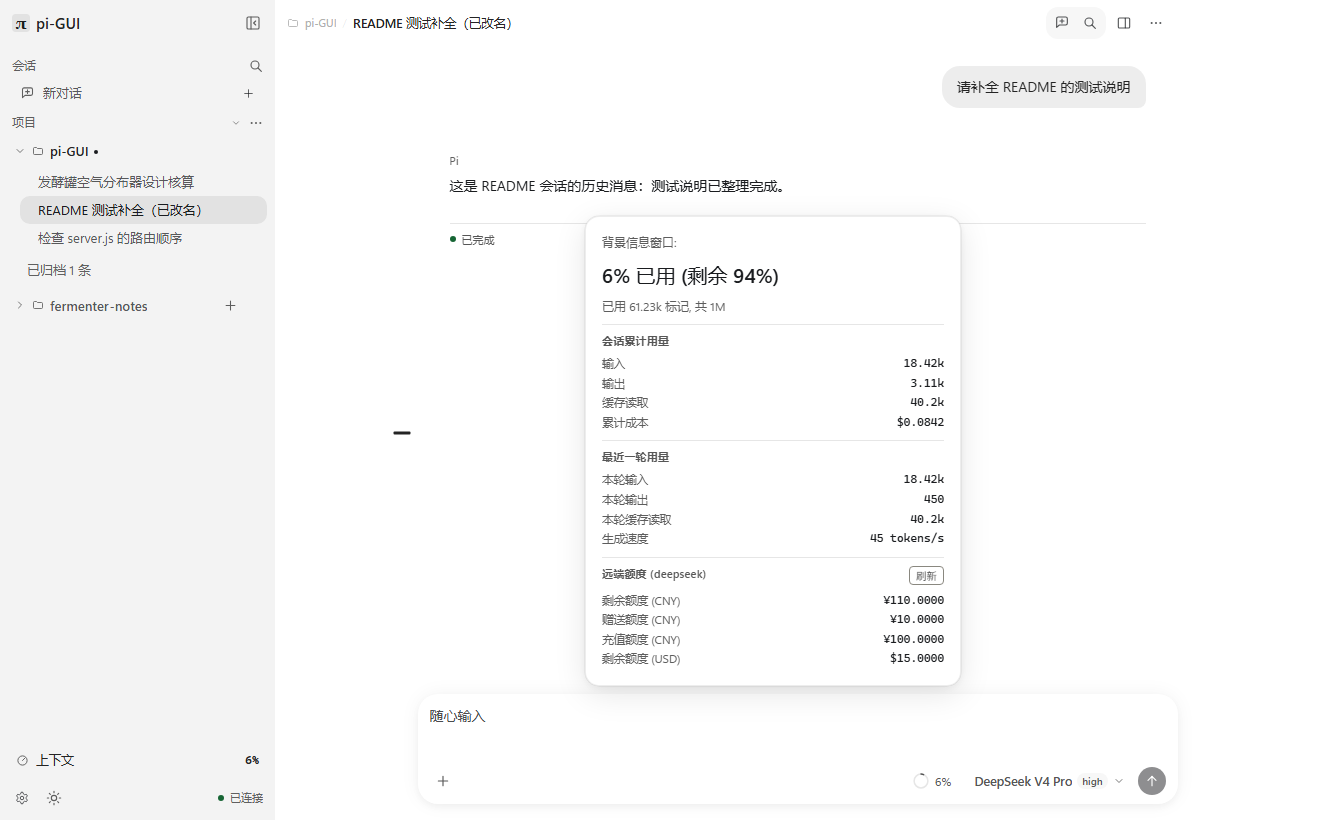 π pi-GUI
会话
新对话
项目
pi-GUI
发酵罐空气分布器设计核算
README 测试补全（已改名）
检查 server.js 的路由顺序
已归档 1 条
fermenter-notes
上下文 6%
已连接
pi-GUI / README 测试补全（已改名）
请补全 README 的测试说明
Pi
这是 README 会话的历史消息：测试说明已整理完成。
已完成
背景信息窗口:
6% 已用 (剩余 94%)
已用 61.23k 标记, 共 1M
会话累计用量
输入 18.42k
输出 3.11k
缓存读取 40.2k
累计成本 $0.0842
最近一轮用量
本轮输入 18.42k
本轮输出 450
本轮缓存读取 40.2k
生成速度 45 tokens/s
远端额度 (deepseek) 刷新
剩余额度 (CNY) ¥110.0000
赠送额度 (CNY) ¥10.0000
充值额度 (CNY) ¥100.0000
剩余额度 (USD) $15.0000
随心输入
6% DeepSeek V4 Pro high